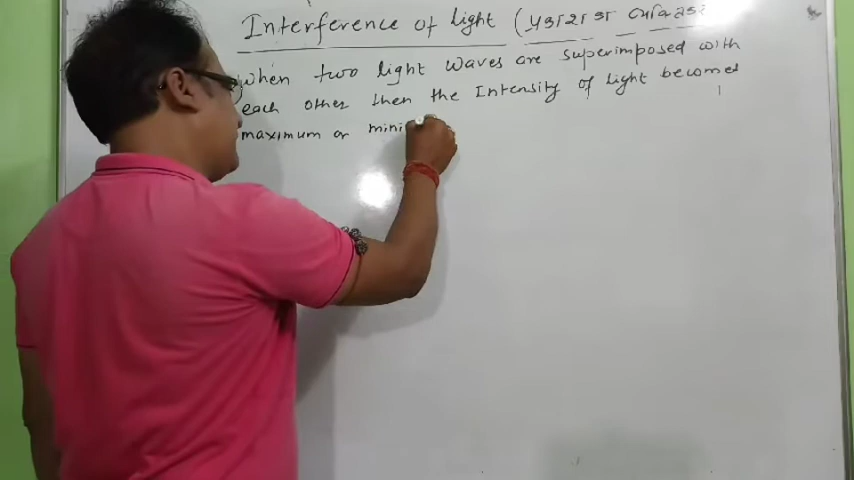 Interference of light (
When two light waves are superimposed with
each other then the Intensity of light becomes
maximum or mini